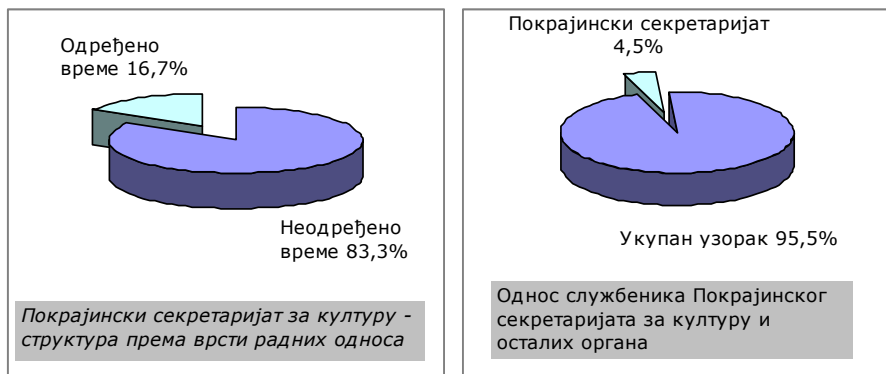 Одређено
време 16,7%
Неодређено
време 83,3%
Покрајински секретаријат за културу -
структура према врсти радних односа
Покрајински секретаријат
4,5%
Укупан узорак 95,5%
Однос службеника Покрајинског
секретаријата за културу и
осталих органа